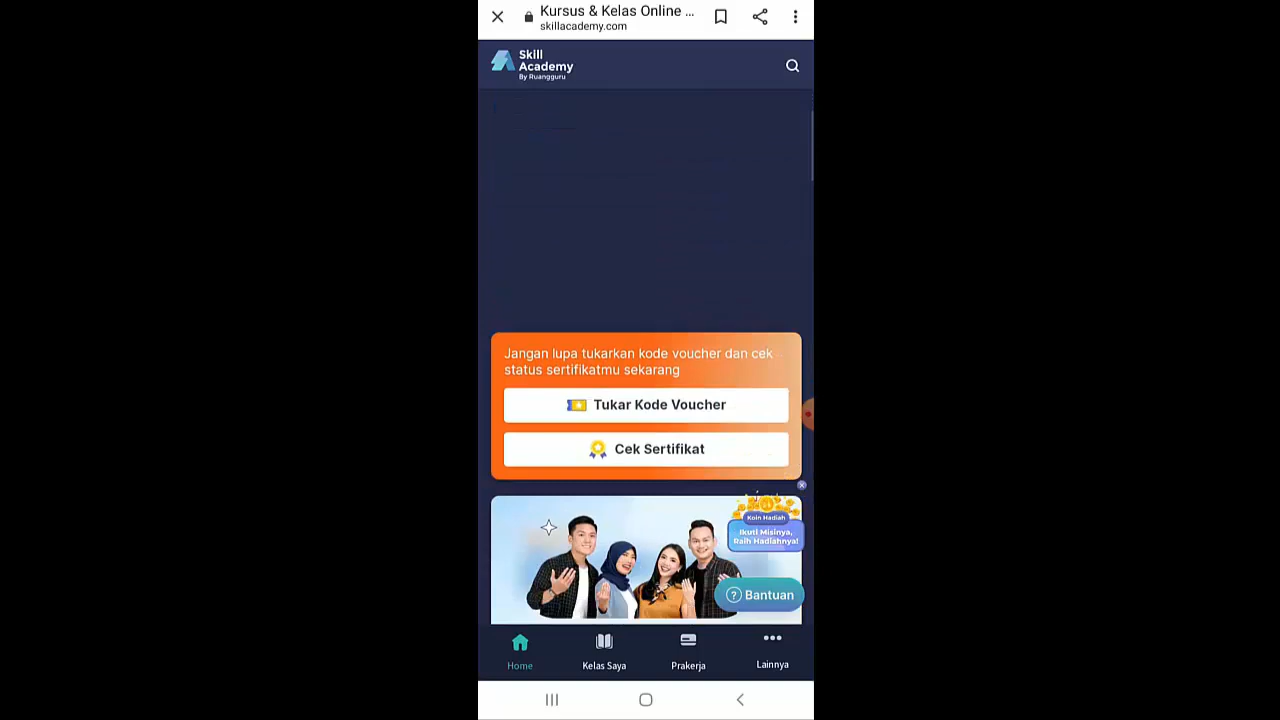 Kursus & Kelas Online ...
skillacademy.com
Skill
Academy
By Ruangguru
Jangan lupa tukarkan kode voucher dan cek
status sertifikatmu sekarang
Tukar Kode Voucher
Cek Sertifikat
Koin Hadiah
Ikuti Misinya,
Raih Hadiahnya!
? Bantuan
Home
Kelas Saya
Prakerja
Lainnya